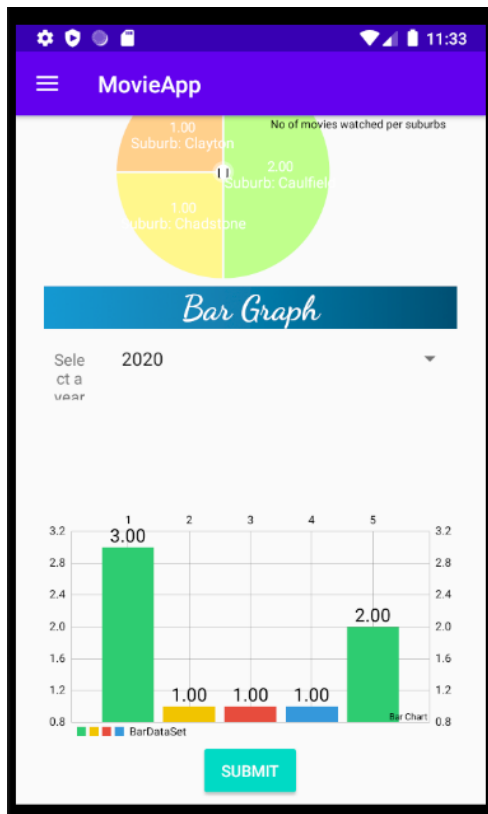 11:33
MovieApp
No of movies watched per suburbs
1.00
Suburb: Clayton
2.00
Suburb: Caulfield
1.00
Suburb: Chadstone
Bar Graph
Sele
ct a
year
2020
1 2 3 4 5
3.2 3.00 3.2
2.8 2.8
2.4 2.4
2.0 2.00 2.0
1.6 1.6
1.2 1.00 1.00 1.00 1.2
0.8 Bar Chart 0.8
BarDataSet
SUBMIT